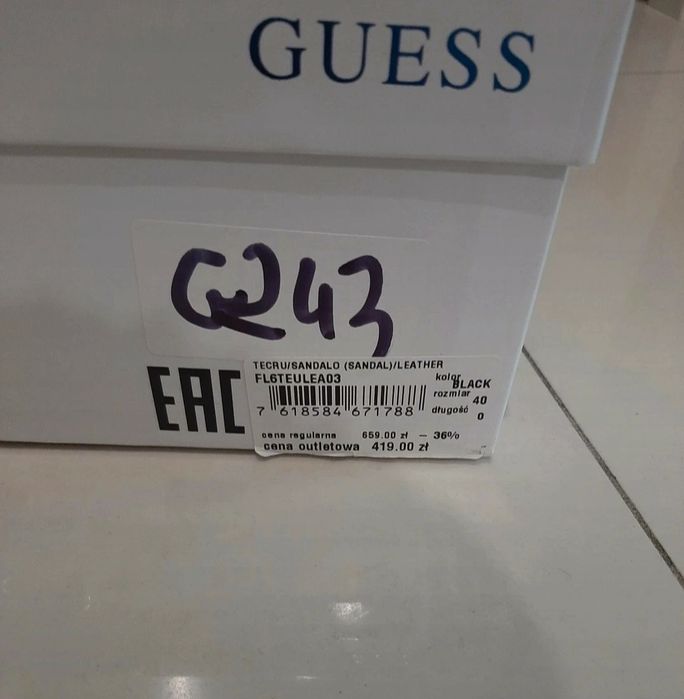 GUESS
G243
EAC
TECRU/SANDALO (SANDAL)/LEATHER
FL6TEULEA03
kolor BLACK
rozmiar 40
długość 0
7 618584 671788
cena regularna 659.00 zł - 36%
cena outletowa 419.00 zł